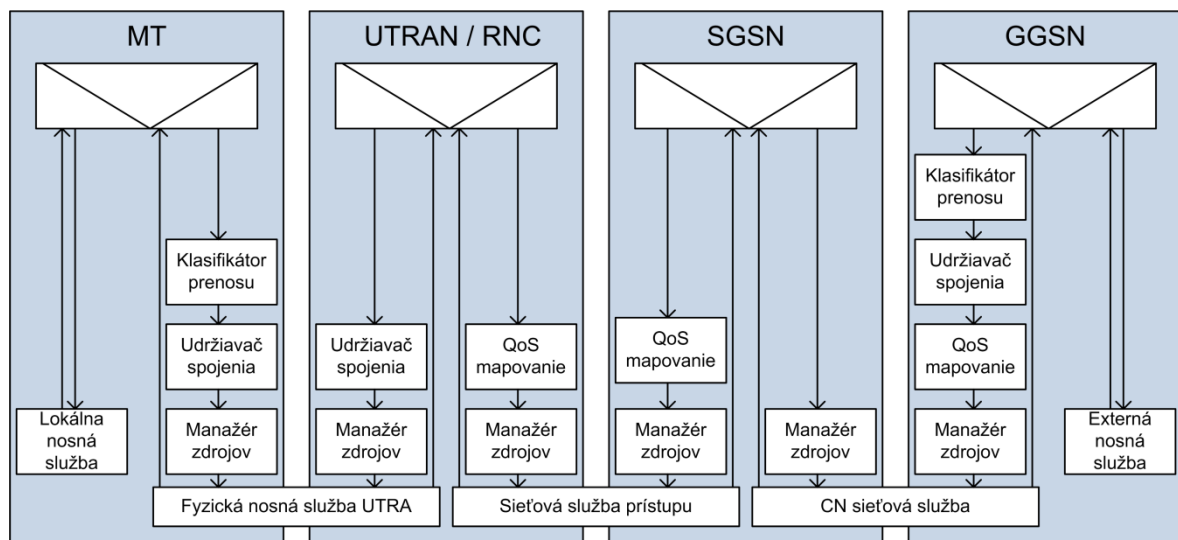 MT
Klasifikátor
prenosu
Udržiavač
spojenia
Lokálna
nosná
služba
Manažér
zdrojov
UTRAN / RNC
Udržiavač
spojenia
QoS
mapovanie
Manažér
zdrojov
Manažér
zdrojov
SGSN
QoS
mapovanie
Manažér
zdrojov
Manažér
zdrojov
GGSN
Klasifikátor
prenosu
Udržiavač
spojenia
QoS
mapovanie
Manažér
zdrojov
Externá
nosná
služba
Fyzická nosná služba UTRA
Sieťová služba prístupu
CN sieťová služba